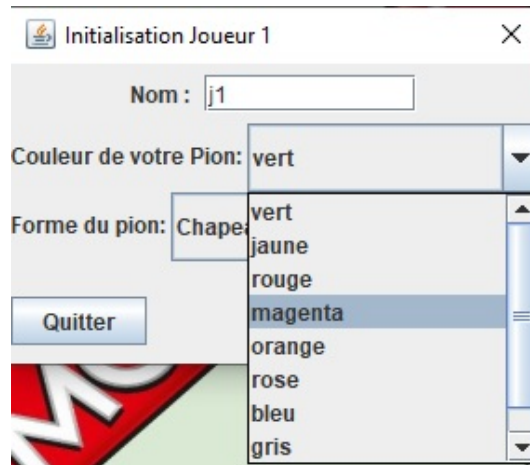 Initialisation Joueur 1
Nom : j1
Couleur de votre Pion: vert
Forme du pion:
vert
jaune
rouge
magenta
orange
rose
bleu
gris
Quitter